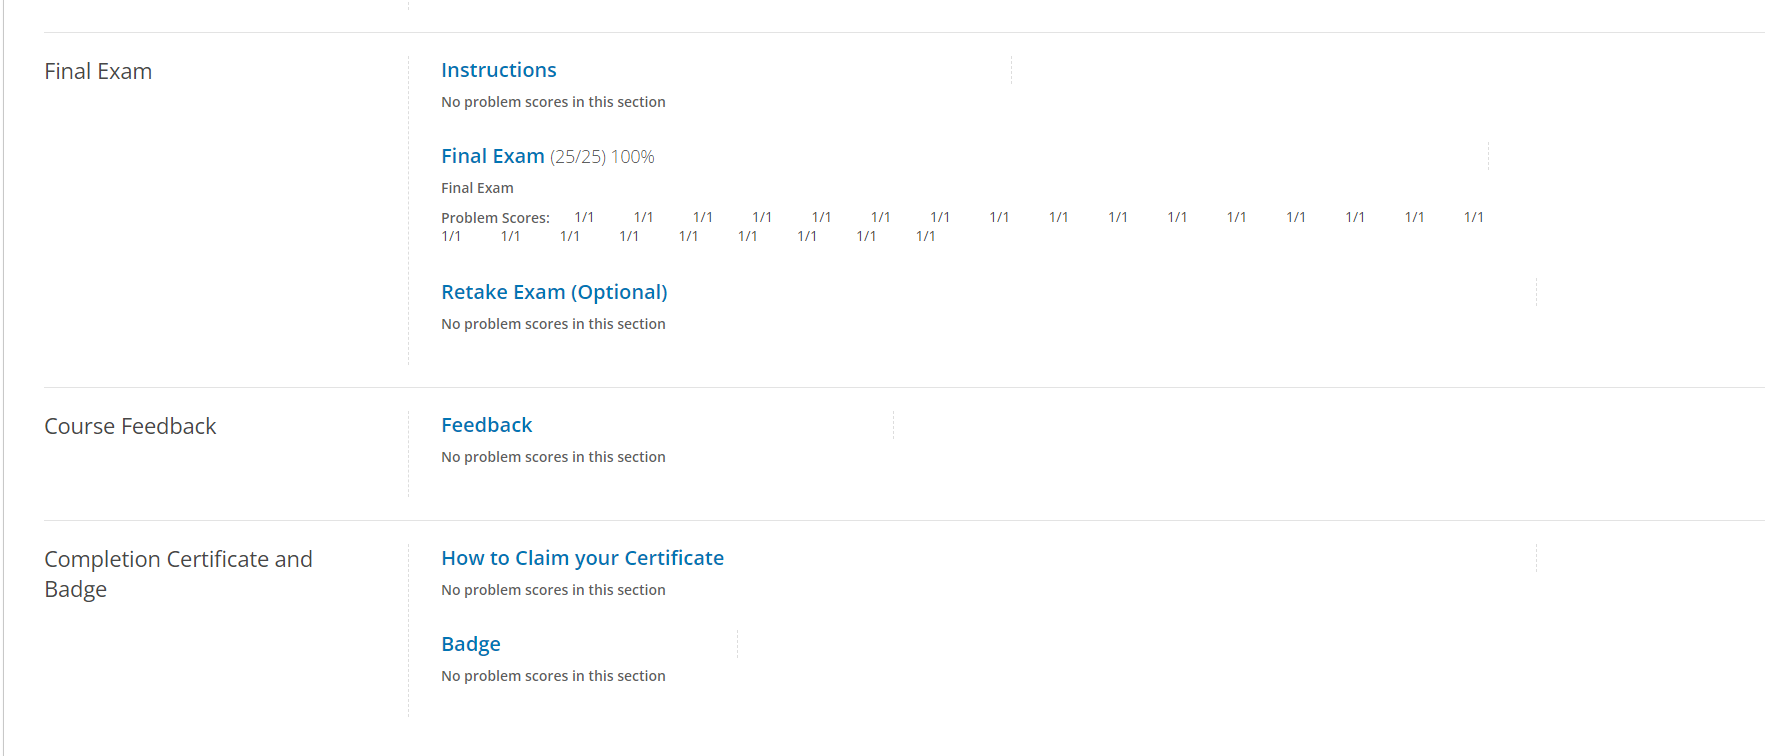 Final Exam
Instructions
No problem scores in this section
Final Exam (25/25) 100%
Final Exam
Problem Scores: 1/1 1/1 1/1 1/1 1/1 1/1 1/1 1/1 1/1 1/1 1/1 1/1 1/1 1/1 1/1 1/1
1/1 1/1 1/1 1/1 1/1 1/1 1/1 1/1 1/1
Retake Exam (Optional)
No problem scores in this section
Course Feedback
Feedback
No problem scores in this section
Completion Certificate and
Badge
How to Claim your Certificate
No problem scores in this section
Badge
No problem scores in this section